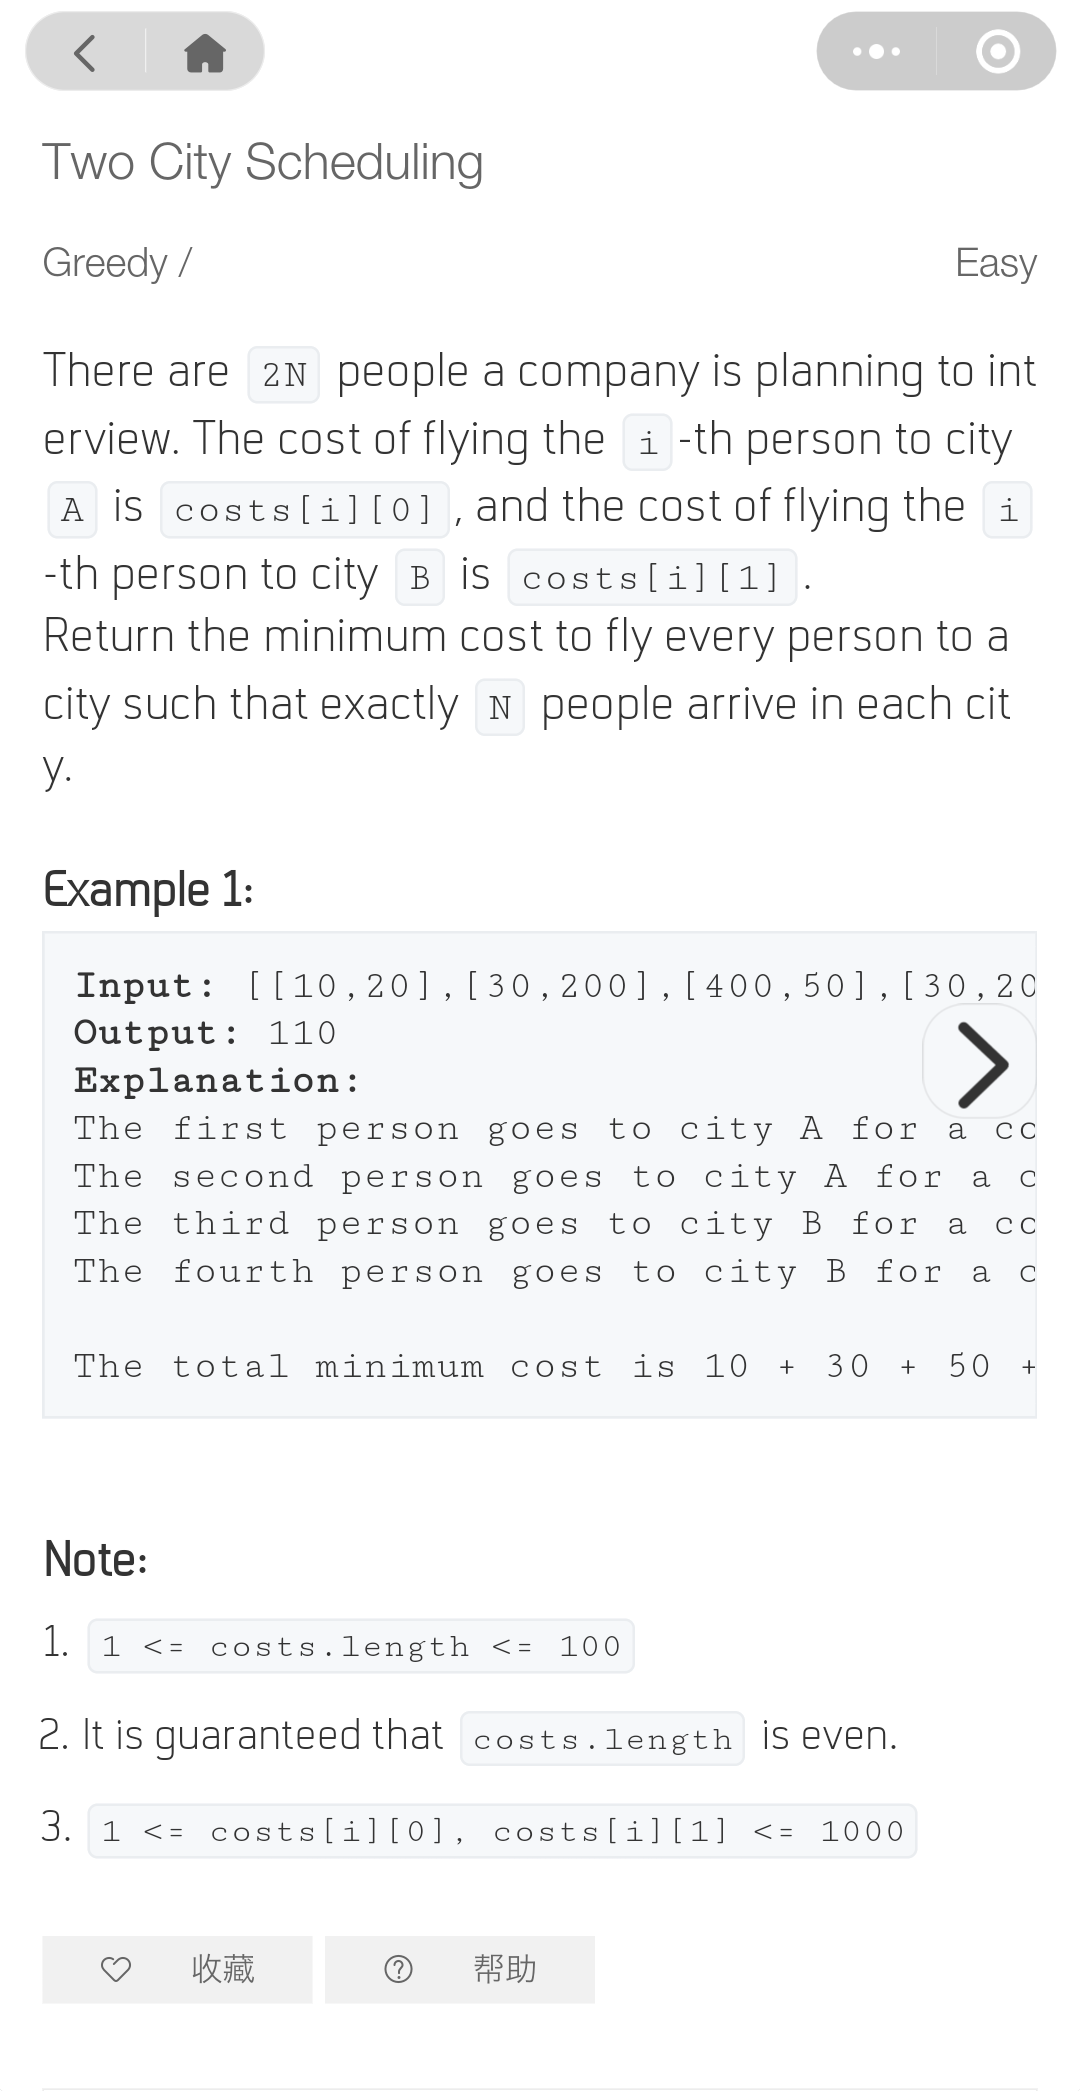 Two City Scheduling
Greedy / Easy
There are 2N people a company is planning to int
erview. The cost of flying the i -th person to city
A is costs[i][0] , and the cost of flying the i
-th person to city B is costs[i][1] .
Return the minimum cost to fly every person to a
city such that exactly N people arrive in each cit
y.
Example 1:
Input: [[10,20],[30,200],[400,50],[30,20
Output: 110
Explanation:
The first person goes to city A for a co
The second person goes to city A for a c
The third person goes to city B for a co
The fourth person goes to city B for a c
The total minimum cost is 10 + 30 + 50 +
Note:
1. 1 <= costs.length <= 100
2. It is guaranteed that costs.length is even.
3. 1 <= costs[i][0], costs[i][1] <= 1000
收藏 帮助